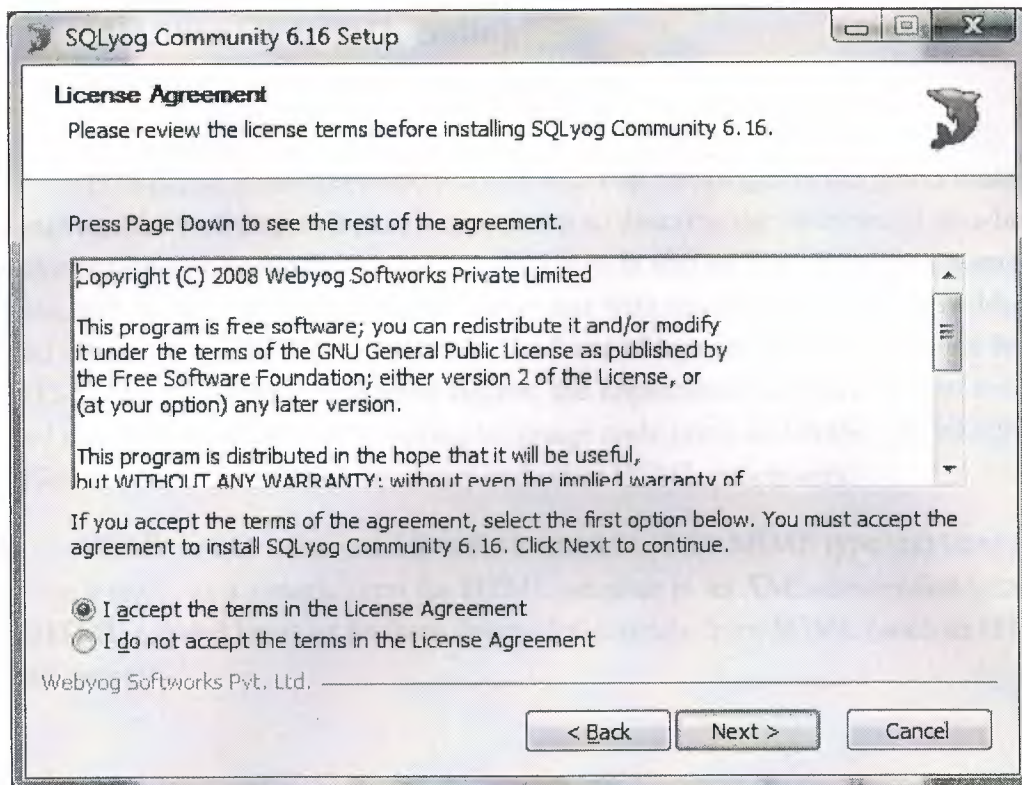 SQLyog Community 6.16 Setup
License Agreement
Please review the license terms before installing SQLyog Community 6.16.
Press Page Down to see the rest of the agreement.
Copyright (C) 2008 Webyog Softworks Private Limited
This program is free software; you can redistribute it and/or modify
it under the terms of the GNU General Public License as published by
the Free Software Foundation; either version 2 of the License, or
(at your option) any later version.
This program is distributed in the hope that it will be useful,
but WITHOUT ANY WARRANTY; without even the implied warranty of
If you accept the terms of the agreement, select the first option below. You must accept the
agreement to install SQLyog Community 6.16. Click Next to continue.
I accept the terms in the License Agreement
I do not accept the terms in the License Agreement
Webyog Softworks Pvt. Ltd.
< Back
Next >
Cancel